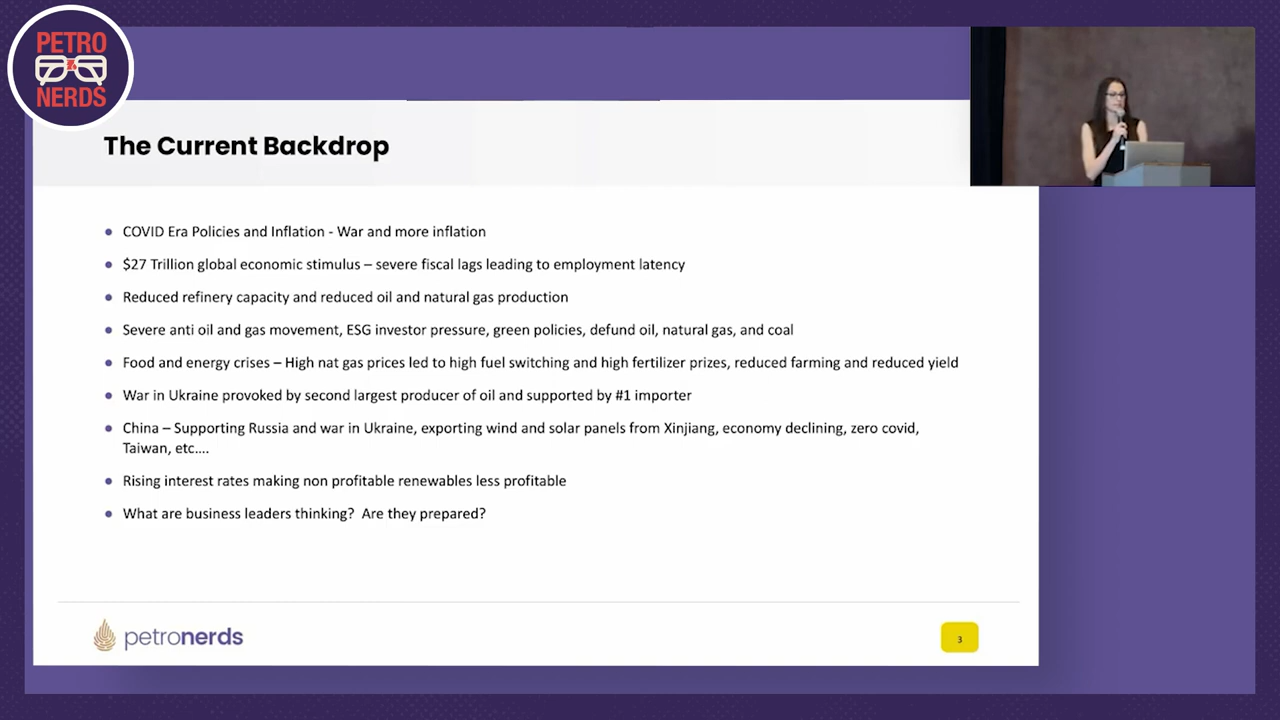 PETRO
NERDS
The Current Backdrop
COVID Era Policies and Inflation - War and more inflation
$27 Trillion global economic stimulus – severe fiscal lags leading to employment latency
Reduced refinery capacity and reduced oil and natural gas production
Severe anti oil and gas movement, ESG investor pressure, green policies, defund oil, natural gas, and coal
Food and energy crises – High nat gas prices led to high fuel switching and high fertilizer prizes, reduced farming and reduced yield
War in Ukraine provoked by second largest producer of oil and supported by #1 importer
China – Supporting Russia and war in Ukraine, exporting wind and solar panels from Xinjiang, economy declining, zero covid,
Taiwan, etc....
Rising interest rates making non profitable renewables less profitable
What are business leaders thinking?  Are they prepared?
petronerds
3